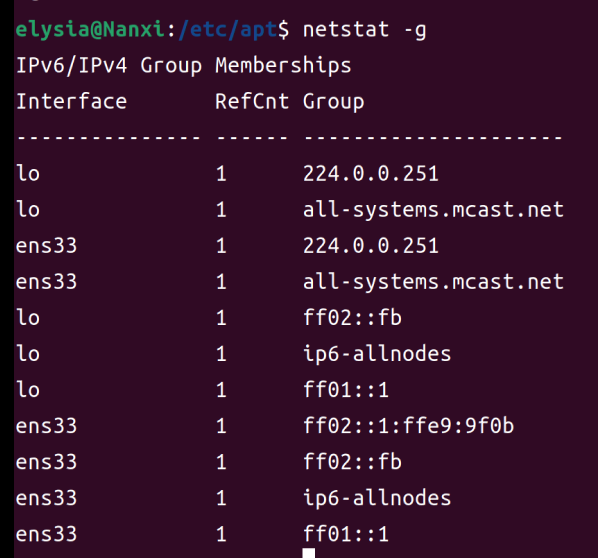 elysia@Nanxi:/etc/apt$ netstat -g
IPv6/IPv4 Group Memberships
Interface       RefCnt Group
--------------- ------ ---------------------
lo              1      224.0.0.251
lo              1      all-systems.mcast.net
ens33           1      224.0.0.251
ens33           1      all-systems.mcast.net
lo              1      ff02::fb
lo              1      ip6-allnodes
lo              1      ff01::1
ens33           1      ff02::1:ffe9:9f0b
ens33           1      ff02::fb
ens33           1      ip6-allnodes
ens33           1      ff01::1